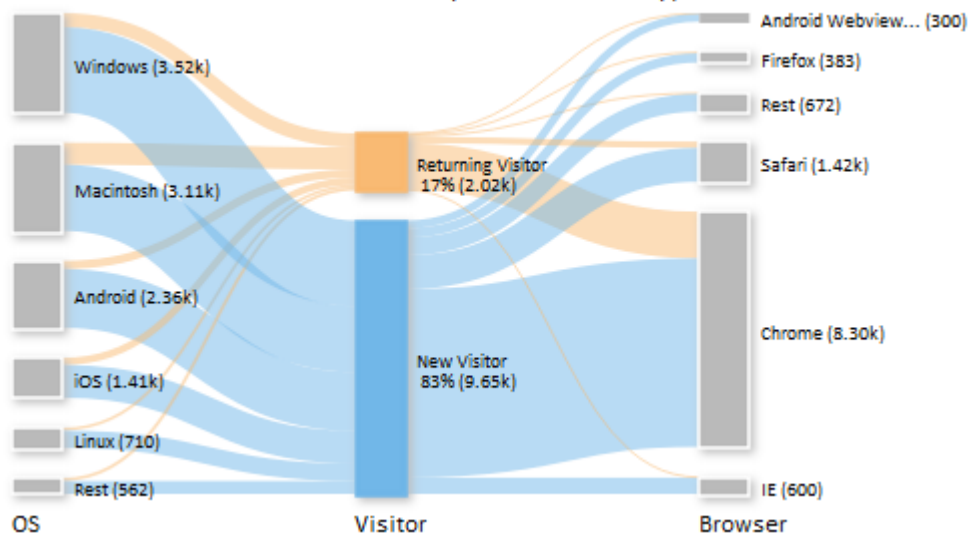 Windows (3.52k)
Macintosh (3.11k)
Android (2.36k)
iOS (1.41k)
Linux (710)
Rest (562)
OS
Returning Visitor
17% (2.02k)
New Visitor
83% (9.65k)
Visitor
Android Webview... (300)
Firefox (383)
Rest (672)
Safari (1.42k)
Chrome (8.30k)
IE (600)
Browser